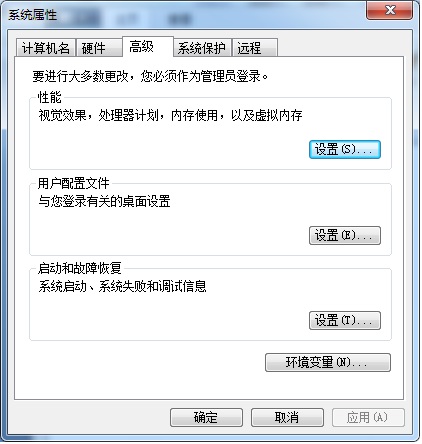 系统属性
计算机名 硬件 高级 系统保护 远程
要进行大多数更改，您必须作为管理员登录。
性能
视觉效果，处理器计划，内存使用，以及虚拟内存
设置(S)...
用户配置文件
与您登录有关的桌面设置
设置(E)...
启动和故障恢复
系统启动、系统失败和调试信息
设置(T)...
环境变量(N)...
确定 取消 应用(A)